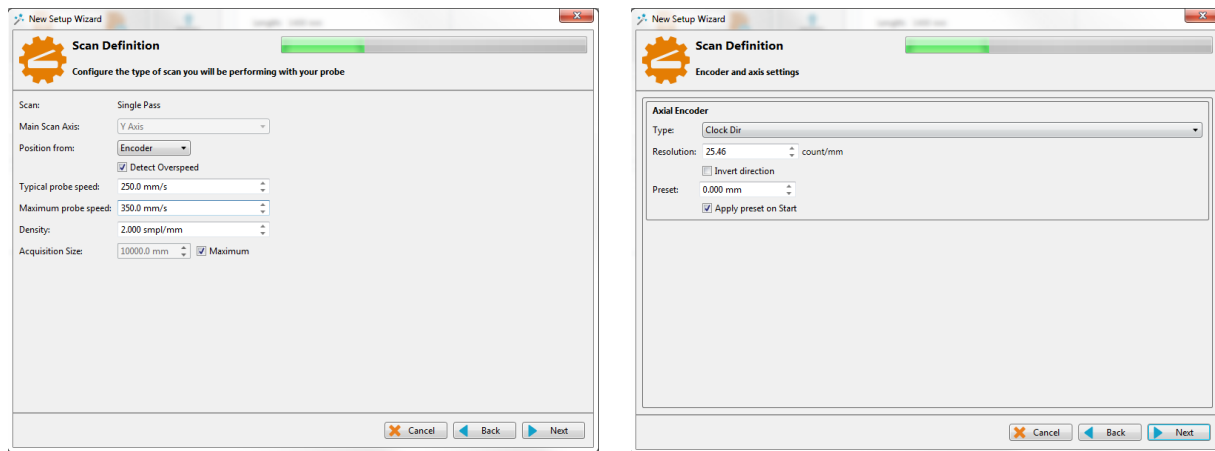 New Setup Wizard
Scan Definition
Configure the type of scan you will be performing with your probe
Scan: Single Pass
Main Scan Axis: Y Axis
Position from: Encoder
Detect Overspeed
Typical probe speed: 250.0 mm/s
Maximum probe speed: 350.0 mm/s
Density: 2.000 smpl/mm
Acquisition Size: 10000.0 mm Maximum
Cancel Back Next
New Setup Wizard
Scan Definition
Encoder and axis settings
Axial Encoder
Type: Clock Dir
Resolution: 25.46 count/mm
Invert direction
Preset: 0.000 mm
Apply preset on Start
Cancel Back Next